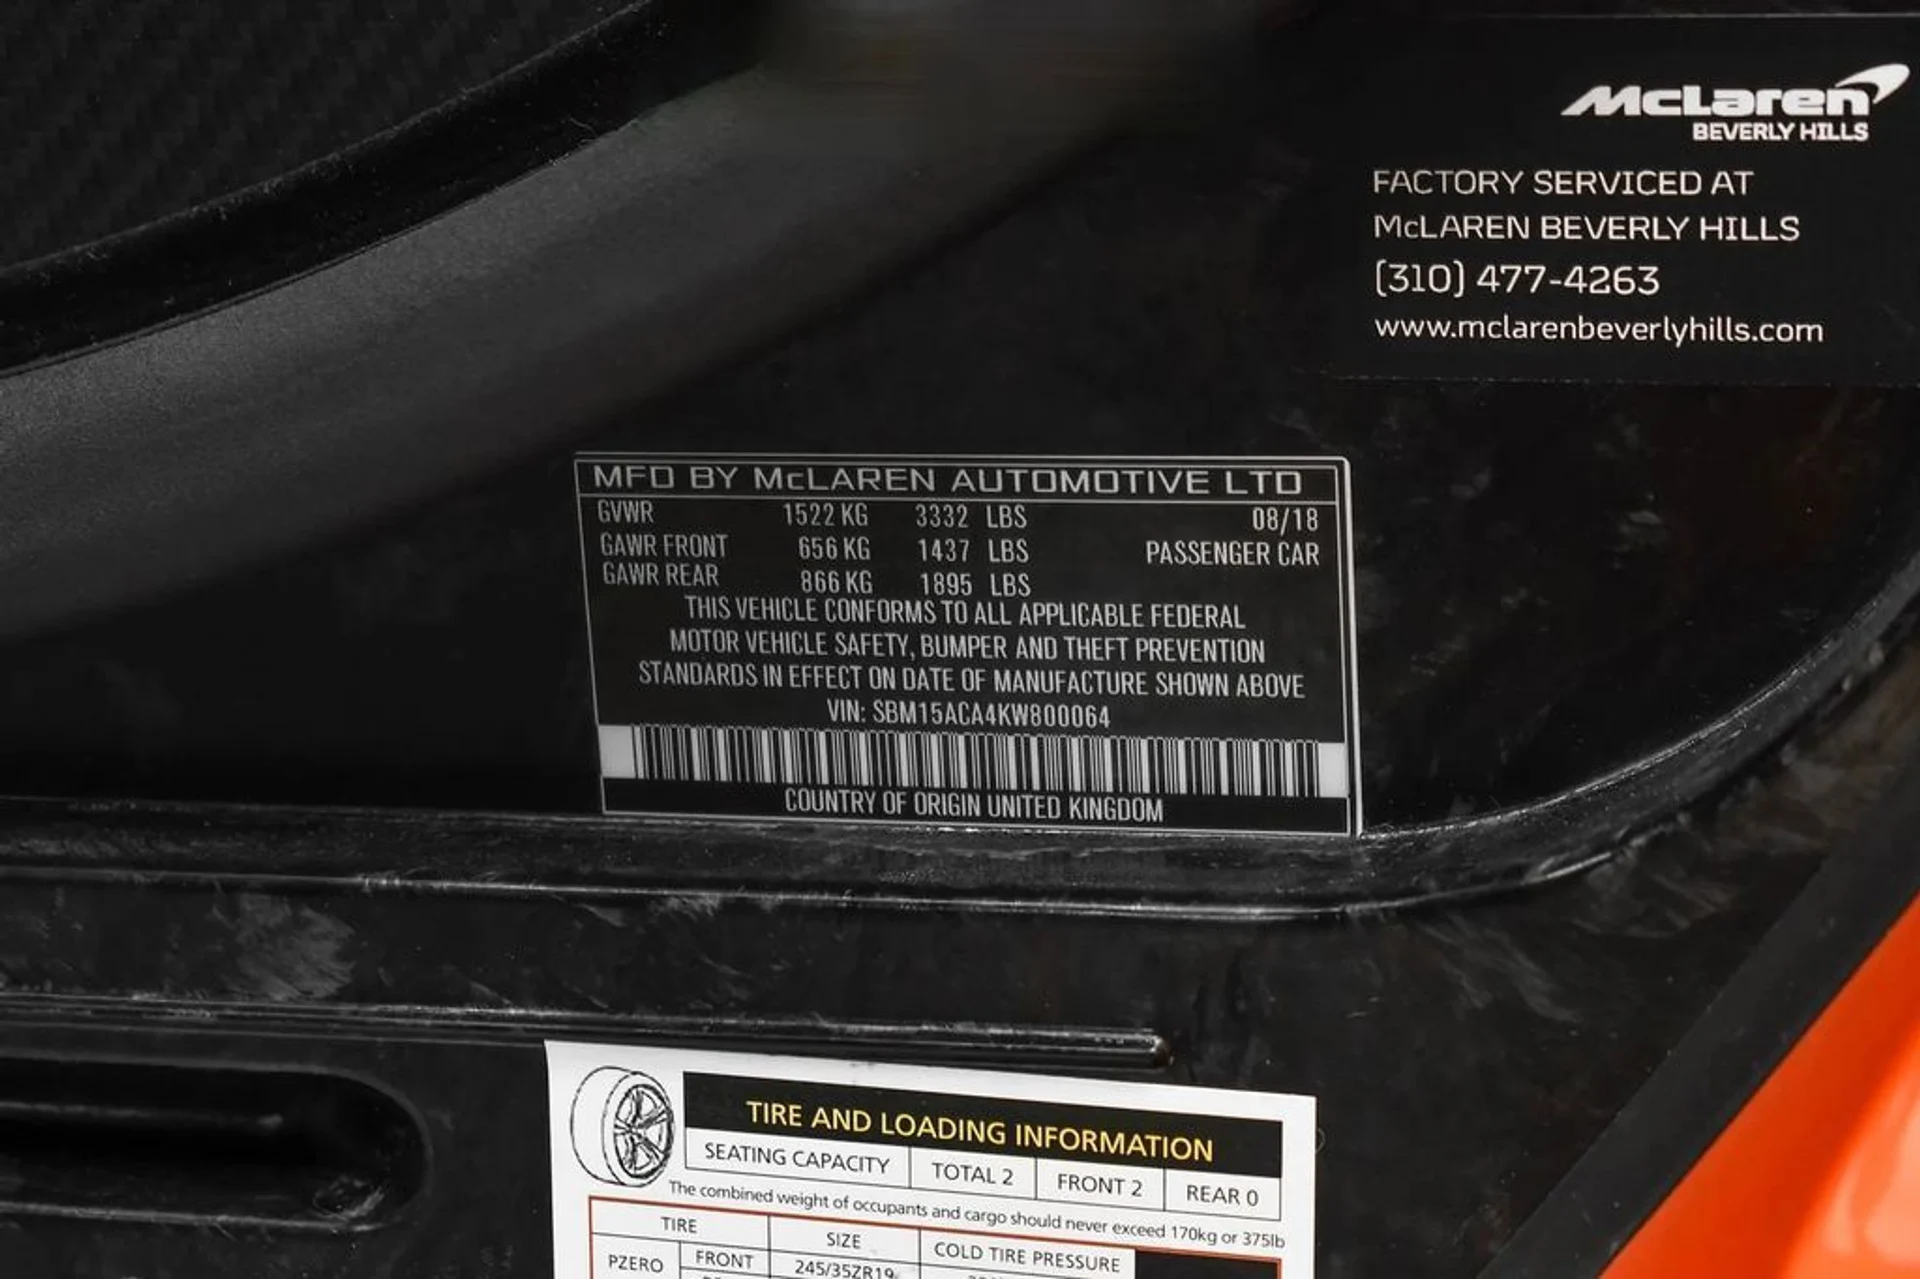 McLaren
BEVERLY HILLS
FACTORY SERVICED AT
McLAREN BEVERLY HILLS
(310) 477-4263
www.mclarenbeverlyhills.com
MFD BY McLAREN AUTOMOTIVE LTD
GVWR 1522 KG 3332 LBS 08/18
GAWR FRONT 656 KG 1437 LBS PASSENGER CAR
GAWR REAR 866 KG 1895 LBS
THIS VEHICLE CONFORMS TO ALL APPLICABLE FEDERAL
MOTOR VEHICLE SAFETY, BUMPER AND THEFT PREVENTION
STANDARDS IN EFFECT ON DATE OF MANUFACTURE SHOWN ABOVE
VIN: SBM15ACA4KW800064
COUNTRY OF ORIGIN UNITED KINGDOM
TIRE AND LOADING INFORMATION
SEATING CAPACITY TOTAL 2 FRONT 2 REAR 0
The combined weight of occupants and cargo should never exceed 170kg or 375lb
TIRE SIZE COLD TIRE PRESSURE
PZERO FRONT 245/35ZR19